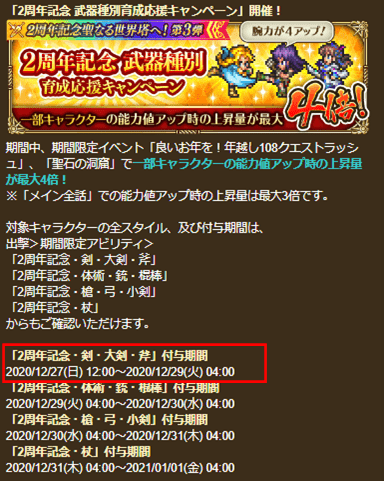 「2周年記念 武器種別育成応援キャンペーン」開催！
2周年記念聖なる世界塔へ！第3弾
腕力が4アップ！
2周年記念 武器種別
育成応援キャンペーン
4倍！
一部キャラクターの能力値アップ時の上昇量が最大
期間中、期間限定イベント「良いお年を！年越し108クエストラッシ
ュ」、「聖石の洞窟」で一部キャラクターの能力値アップ時の上昇量
が最大4倍！
※「メイン全話」での能力値アップ時の上昇量は最大3倍です。
対象キャラクターの全スタイル、及び付与期間は、
出撃＞期間限定アビリティ＞
「2周年記念・剣・大剣・斧」
「2周年記念・体術・銃・棍棒」
「2周年記念・槍・弓・小剣」
「2周年記念・杖」
からもご確認いただけます。
「2周年記念・剣・大剣・斧」付与期間
2020/12/27(日) 12:00～2020/12/29(火) 04:00
「2周年記念・体術・銃・棍棒」付与期間
2020/12/29(火) 04:00～2020/12/30(水) 04:00
「2周年記念・槍・弓・小剣」付与期間
2020/12/30(水) 04:00～2020/12/31(木) 04:00
「2周年記念・杖」付与期間
2020/12/31(木) 04:00～2021/01/01(金) 04:00